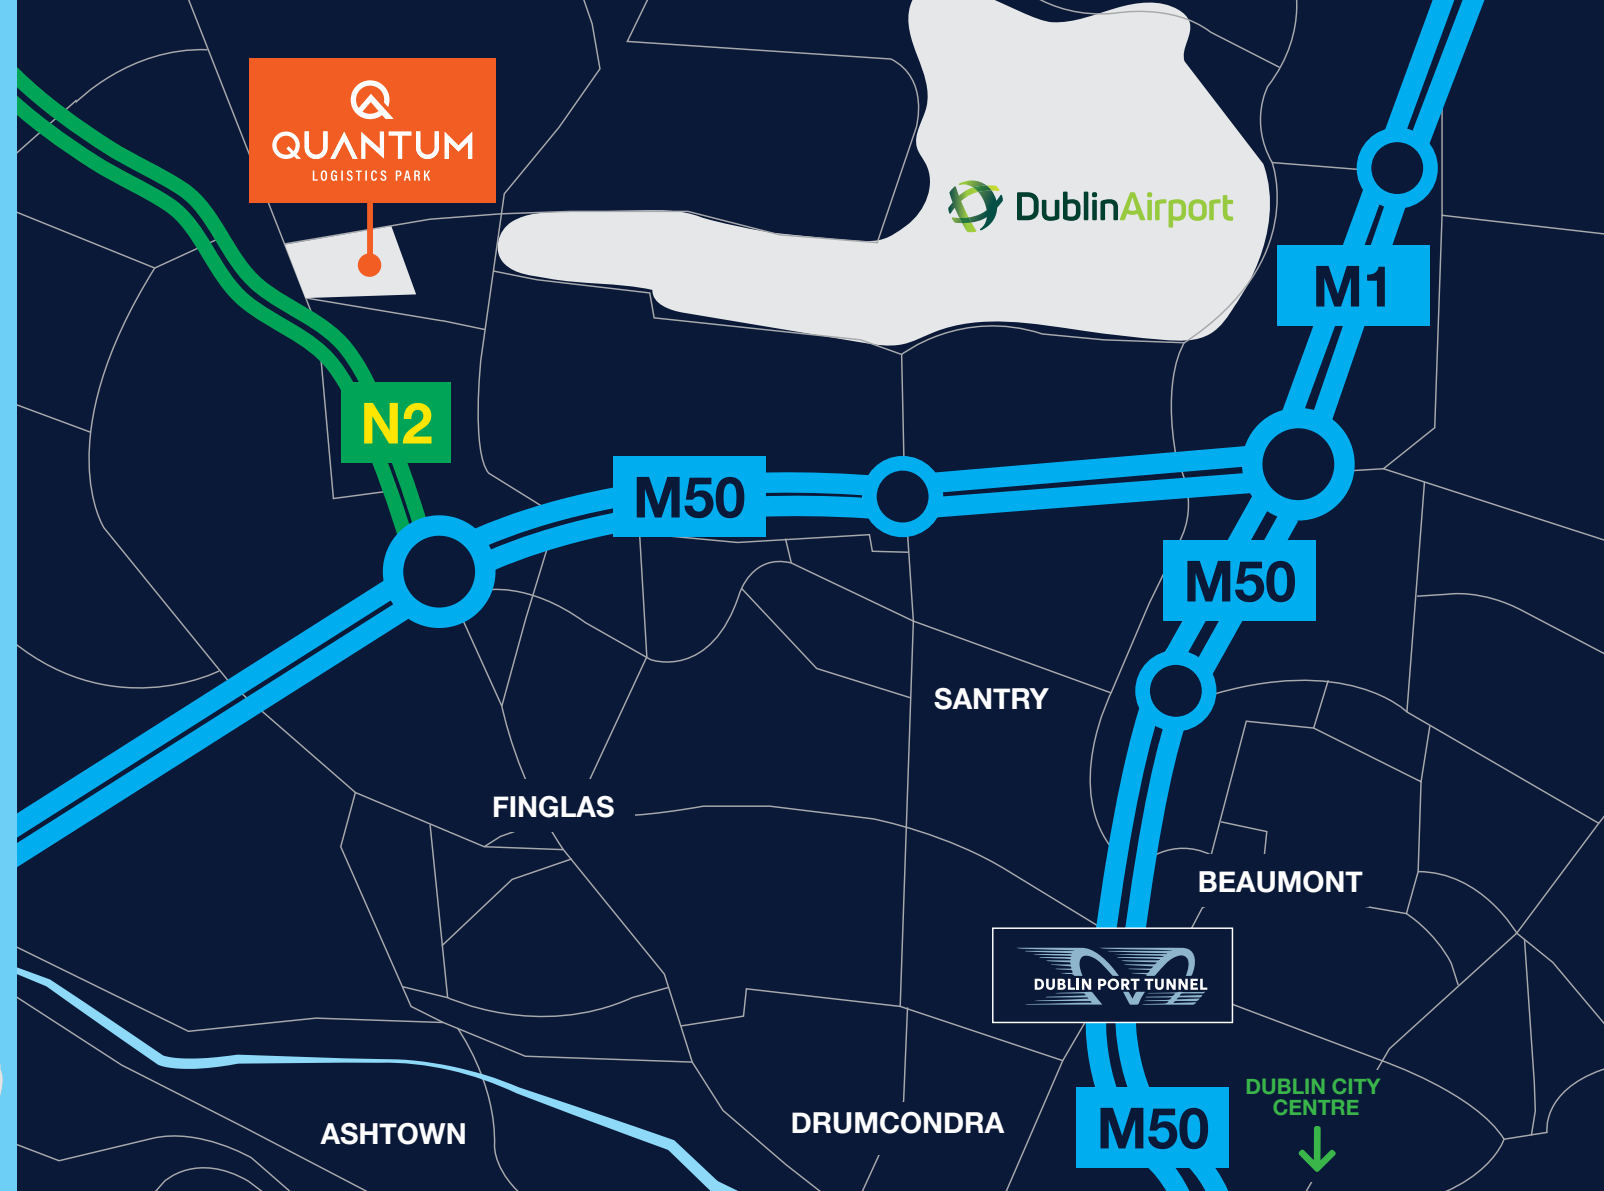 QUANTUM
LOGISTICS PARK
DublinAirport
M1
N2
M50
M50
SANTRY
FINGLAS
BEAUMONT
DUBLIN PORT TUNNEL
DUBLIN CITY
CENTRE
DRUMCONDRA
M50
ASHTOWN